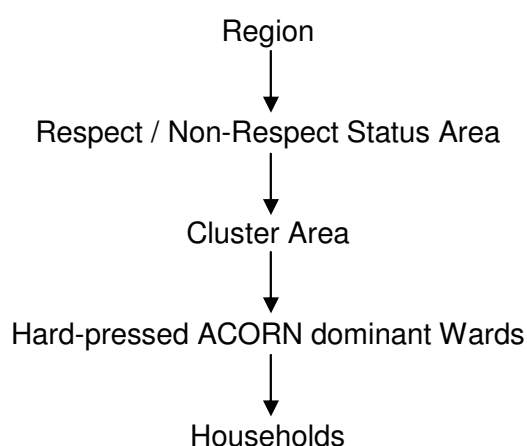 Region
Respect / Non-Respect Status Area
Cluster Area
Hard-pressed ACORN dominant Wards
Households